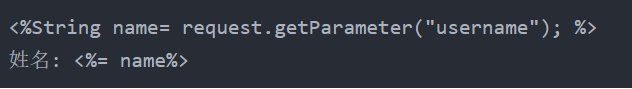 <%String name= request.getParameter("username"); %>
姓名: <%= name%>